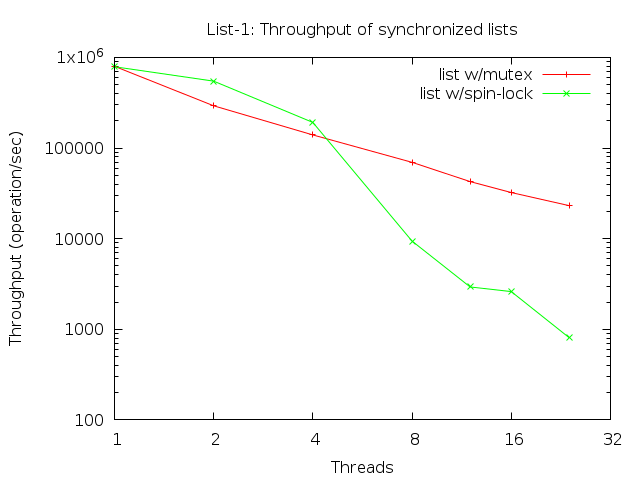 List-1: Throughput of synchronized lists
1x10^6
100000
10000
1000
100
Throughput (operation/sec)
list w/mutex
list w/spin-lock
1 2 4 8 16 32
Threads